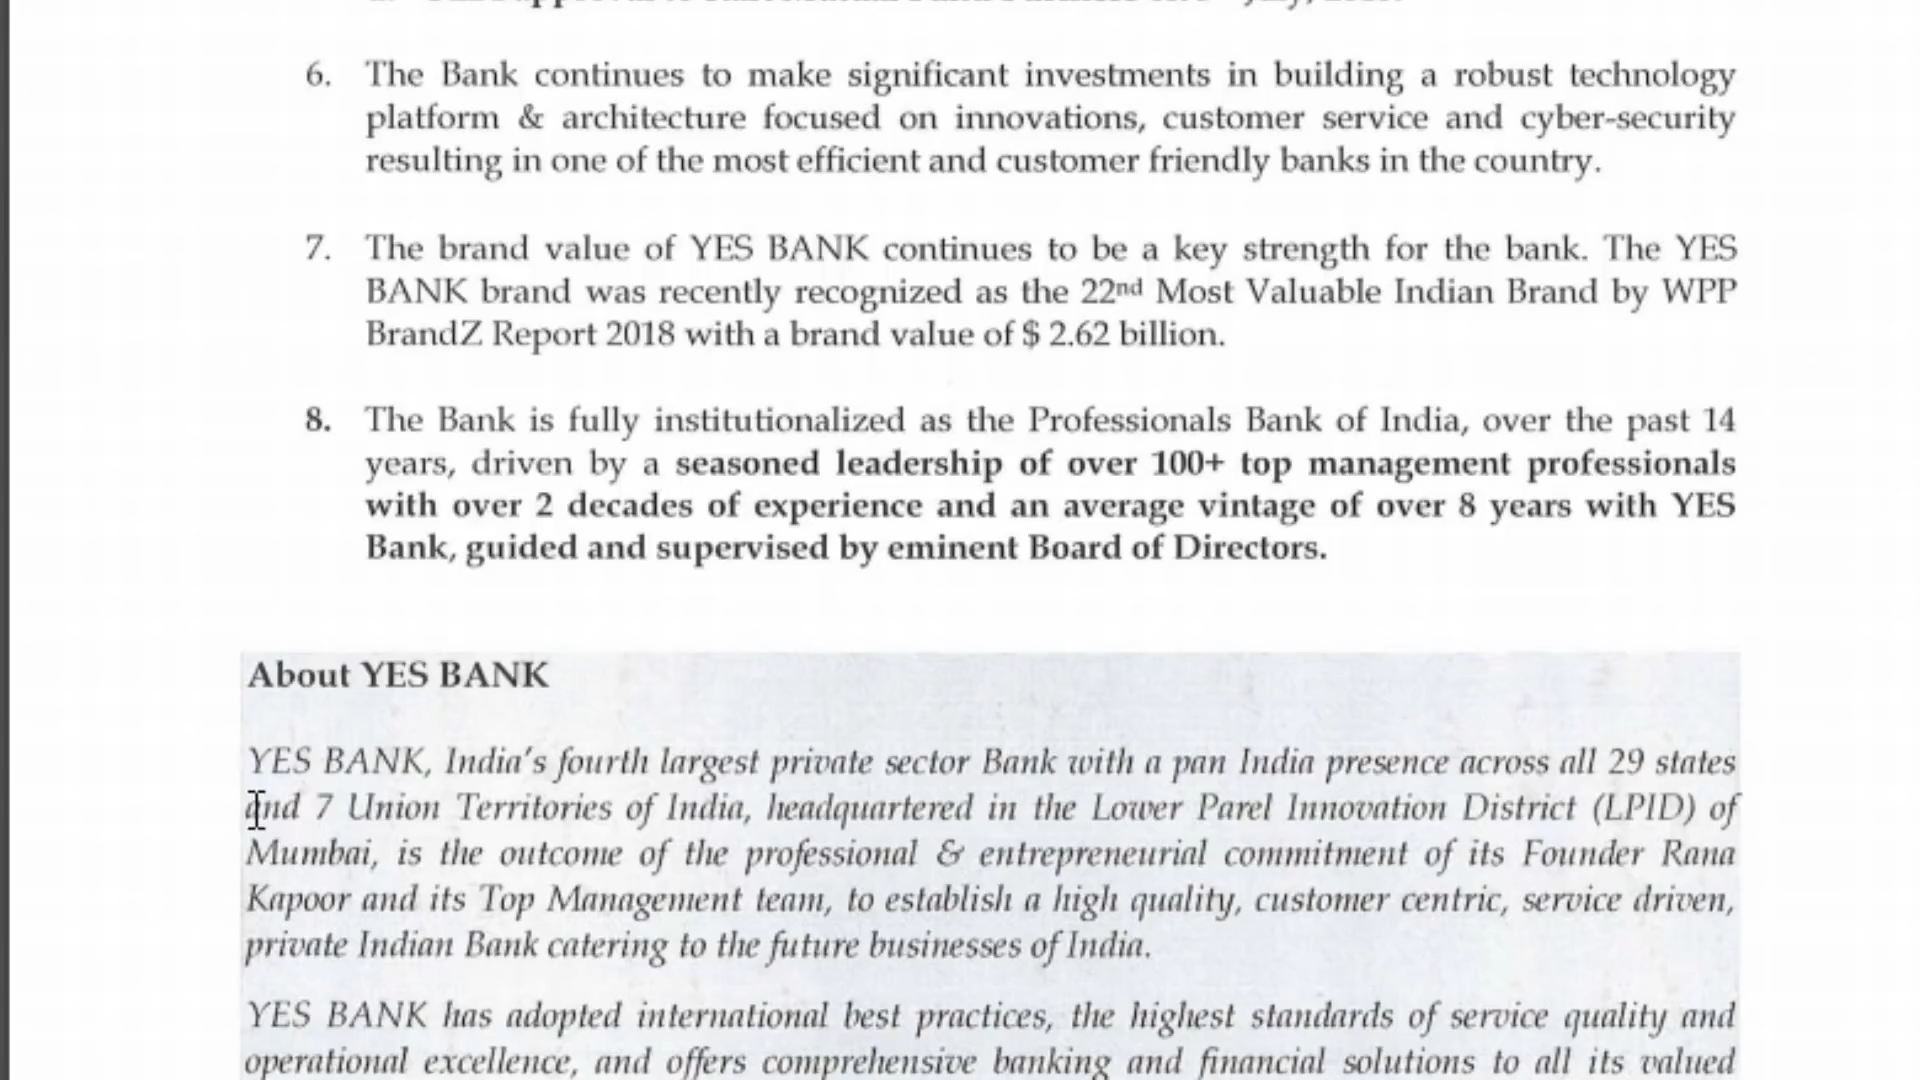 6. The Bank continues to make significant investments in building a robust technology
platform & architecture focused on innovations, customer service and cyber-security
resulting in one of the most efficient and customer friendly banks in the country.
7. The brand value of YES BANK continues to be a key strength for the bank. The YES
BANK brand was recently recognized as the 22nd Most Valuable Indian Brand by WPP
BrandZ Report 2018 with a brand value of $ 2.62 billion.
8. The Bank is fully institutionalized as the Professionals Bank of India, over the past 14
years, driven by a seasoned leadership of over 100+ top management professionals
with over 2 decades of experience and an average vintage of over 8 years with YES
Bank, guided and supervised by eminent Board of Directors.
About YES BANK
YES BANK, India's fourth largest private sector Bank with a pan India presence across all 29 states
and 7 Union Territories of India, headquartered in the Lower Parel Innovation District (LPID) of
Mumbai, is the outcome of the professional & entrepreneurial commitment of its Founder Rana
Kapoor and its Top Management team, to establish a high quality, customer centric, service driven,
private Indian Bank catering to the future businesses of India.
YES BANK has adopted international best practices, the highest standards of service quality and
operational excellence, and offers comprehensive banking and financial solutions to all its valued